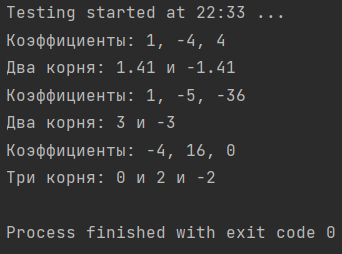 Testing started at 22:33 ...
Коэффициенты: 1, -4, 4
Два корня: 1.41 и -1.41
Коэффициенты: 1, -5, -36
Два корня: 3 и -3
Коэффициенты: -4, 16, 0
Три корня: 0 и 2 и -2
Process finished with exit code 0